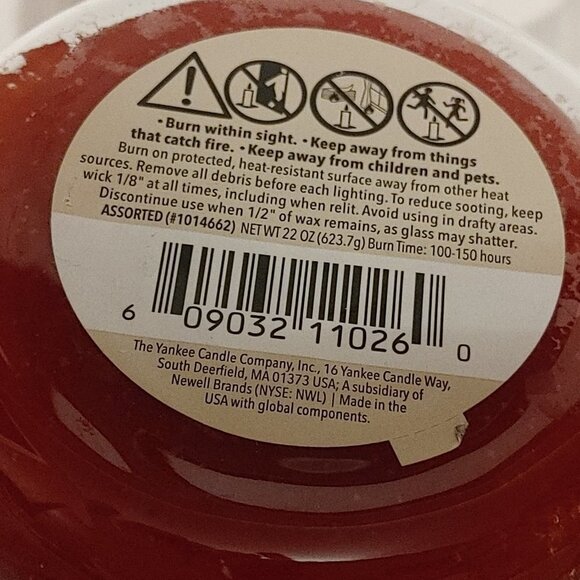 • Burn within sight. • Keep away from things
that catch fire. • Keep away from children and pets.
Burn on protected, heat-resistant surface away from other heat
sources. Remove all debris before each lighting. To reduce sooting, keep
wick 1/8" at all times, including when relit. Avoid using in drafty areas.
Discontinue use when 1/2" of wax remains, as glass may shatter.
ASSORTED (#1014662) NET WT 22 OZ (623.7g) Burn Time: 100-150 hours
6 09032 11026 0
The Yankee Candle Company, Inc., 16 Yankee Candle Way,
South Deerfield, MA 01373 USA; A subsidiary of
Newell Brands (NYSE: NWL) | Made in the
USA with global components.